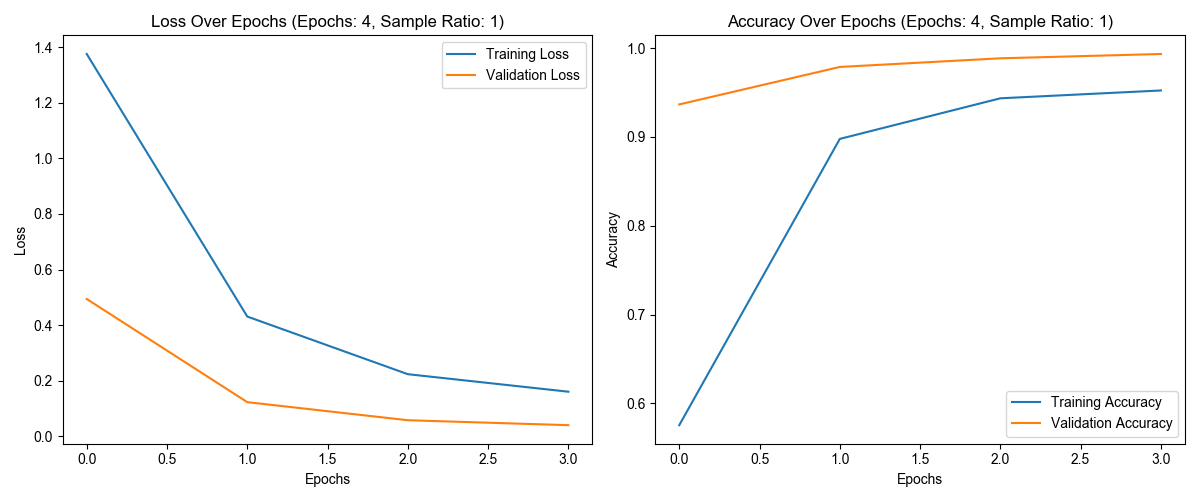 Loss Over Epochs (Epochs: 4, Sample Ratio: 1)
Training Loss
Validation Loss
1.4
1.2
1.0
0.8
0.6
0.4
0.2
0.0
Loss
0.0 0.5 1.0 1.5 2.0 2.5 3.0
Epochs
Accuracy Over Epochs (Epochs: 4, Sample Ratio: 1)
1.0
0.9
0.8
0.7
0.6
Accuracy
Training Accuracy
Validation Accuracy
0.0 0.5 1.0 1.5 2.0 2.5 3.0
Epochs